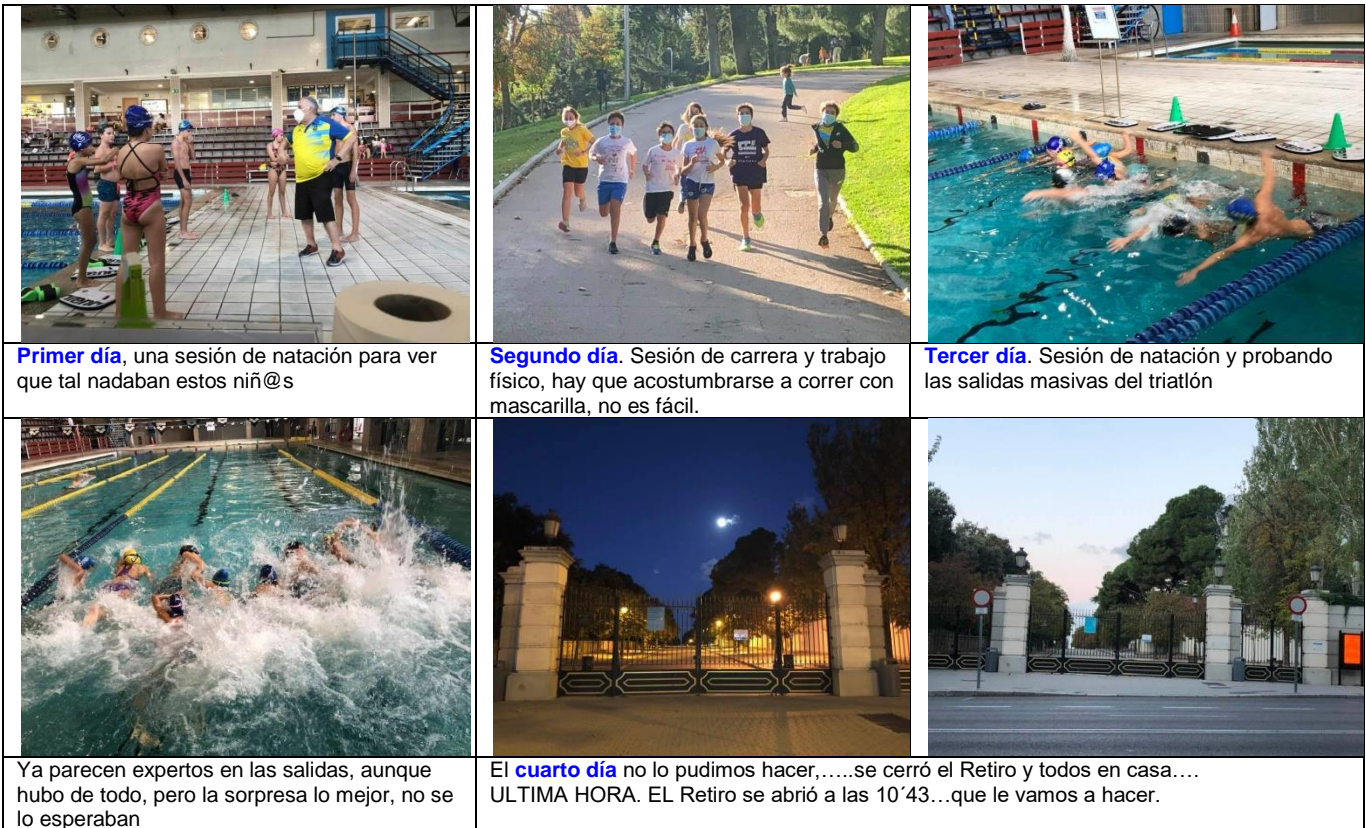 Primer día, una sesión de natación para ver
que tal nadaban estos niñ@s
Segundo día. Sesión de carrera y trabajo
físico, hay que acostumbrarse a correr con
mascarilla, no es fácil.
Tercer día. Sesión de natación y probando
las salidas masivas del triatlón
Ya parecen expertos en las salidas, aunque
hubo de todo, pero la sorpresa lo mejor, no se
lo esperaban
El cuarto día no lo pudimos hacer,…..se cerró el Retiro y todos en casa….
ULTIMA HORA. EL Retiro se abrió a las 10´43…que le vamos a hacer.